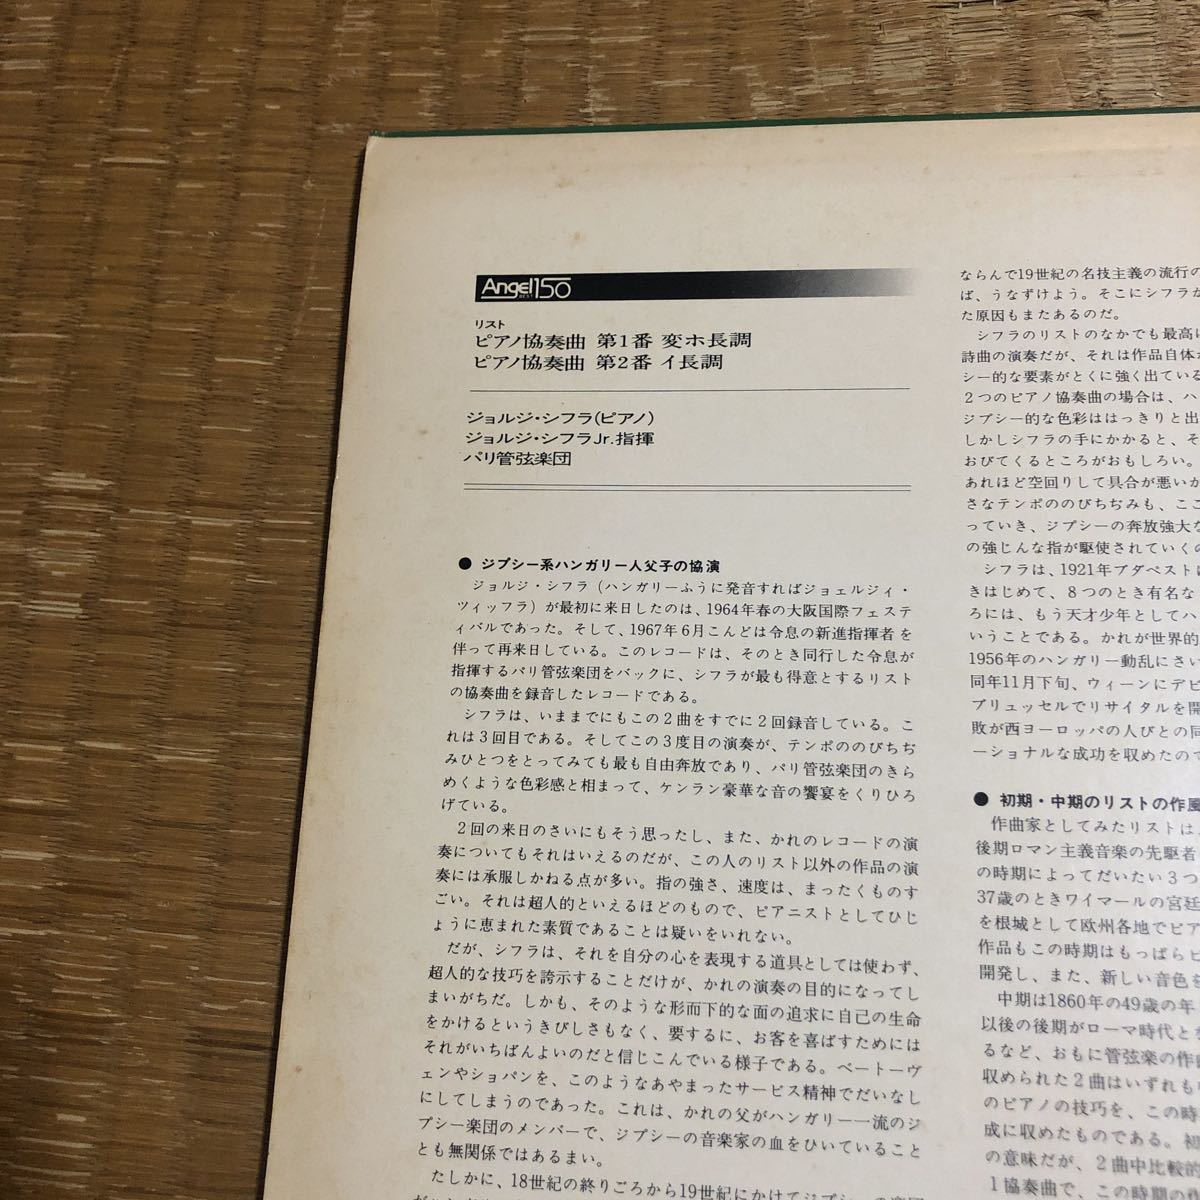 Angel BEST 150
リスト
ピアノ協奏曲 第1番 変ホ長調
ピアノ協奏曲 第2番 イ長調
ジョルジ・シフラ(ピアノ)
ジョルジ・シフラJr.指揮
パリ管弦楽団
● ジプシー系ハンガリー人父子の協演
ジョルジ・シフラ(ハンガリーふうに発音すればジョェルジィ・
ツィッフラ)が最初に来日したのは、1964年春の大阪国際フェステ
ィバルであった。そして、1967年6月こんどは令息の新進指揮者を
伴って再来日している。このレコードは、そのとき同行した令息が
指揮するパリ管弦楽団をバックに、シフラが最も得意とするリスト
の協奏曲を録音したレコードである。
シフラは、いままでにもこの2曲をすでに2回録音している。こ
れは3回目である。そしてこの3度目の演奏が、テンポののびちぢ
みひとつをとってみても最も自由奔放であり、パリ管弦楽団のきら
めくような色彩感と相まって、ケンラン豪華な音の饗宴をくりひろ
げている。
2回の来日のさいにもそう思ったし、また、かれのレコードの演
奏についてもそれはいえるのだが、この人のリスト以外の作品の演
奏には承服しかねる点が多い。指の強さ、速度は、まったくものす
ごい。それは超人的といえるほどのもので、ピアニストとしてひじ
ょうに恵まれた素質であることは疑いをいれない。
だが、シフラは、それを自分の心を表現する道具としては使わず、
超人的な技巧を誇示することだけが、かれの演奏の目的になってし
まいがちだ。しかも、そのような形而下的な面の追求に自己の生命
をかけるというきびしさもなく、要するに、お客を喜ばすためには
それがいちばんよいのだと信じこんでいる様子である。ベートーヴ
ェンやショパンを、このようなあやまったサービス精神でだいなし
にしてしまうのであった。これは、かれの父がハンガリー一流のジ
プシー楽団のメンバーで、ジプシーの音楽家の血をひいていること
とも無関係ではあるまい。
たしかに、18世紀の終りごろから19世紀にかけてジプシーの楽団
ならんで19世紀の名技主義の流行の
ば、うなずけよう。そこにシフラが
た原因もまたあるのだ。
シフラのリストのなかでも最高に
詩曲の演奏だが、それは作品自体が
シー的な要素がとくに強く出ている
2つのピアノ協奏曲の場合は、ハ
ジプシー的な色彩ははっきりと出
しかしシフラの手にかかると、そ
おびてくるところがおもしろい。
あれほど空回りして具合が悪いか
さなテンポののびちぢみも、ここ
っていき、ジプシーの奔放強大な
の強じんな指が駆使されていくの
シフラは、1921年ブダペストに
きはじめて、8つのとき有名な
ろには、もう天才少年としてハ
いうことである。かれが世界的
1956年のハンガリー動乱にさい
同年11月下旬、ウィーンにデビ
ブリュッセルでリサイタルを開
敗が西ヨーロッパの人びとの同
ーショナルな成功を収めたので
● 初期・中期のリストの作風
作曲家としてみたリストは
後期ロマン主義音楽の先駆者
の時期によってだいたい3つ
37歳のときワイマールの宮廷
を根城として欧州各地でピア
作品もこの時期はもっぱらピ
開発し、また、新しい音色を
中期は1860年の49歳の年
以後の後期がローマ時代と
るなど、おもに管弦楽の作曲
収められた2曲はいずれも
のピアノの技巧を、この時
成に収めたものである。初
の意味だが、2曲中比較的
1協奏曲で、この時期の